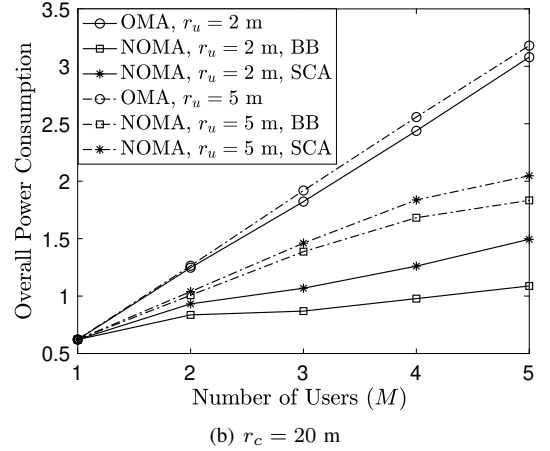 3.5
3
2.5
2
1.5
1
0.5
Overall Power Consumption
OMA, r_u = 2 m
NOMA, r_u = 2 m, BB
NOMA, r_u = 2 m, SCA
OMA, r_u = 5 m
NOMA, r_u = 5 m, BB
NOMA, r_u = 5 m, SCA
1 2 3 4 5
Number of Users (M)
(b) r_c = 20 m